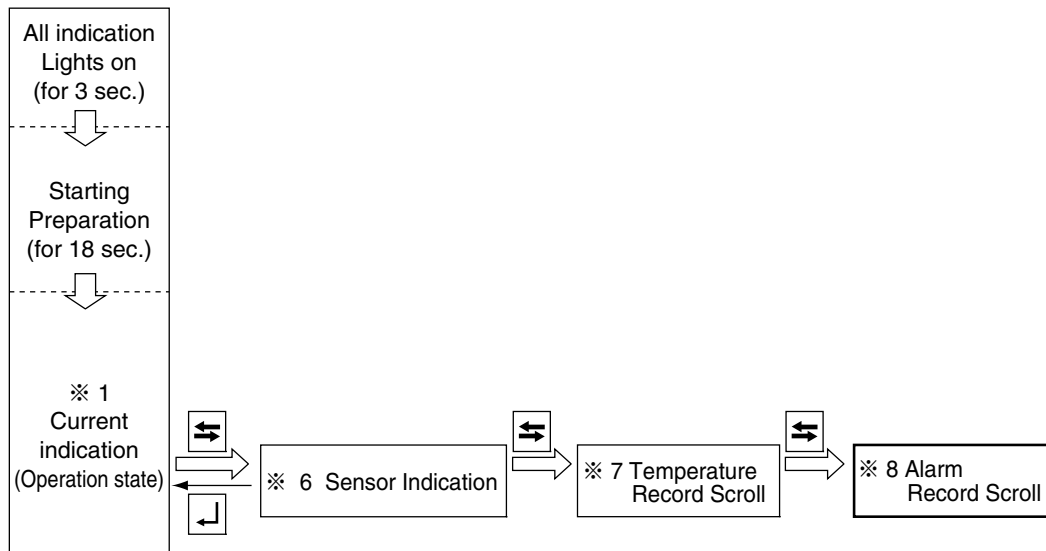 All indication
Lights on
(for 3 sec.)
Starting
Preparation
(for 18 sec.)
※ 1
Current
indication
(Operation state)
※ 6 Sensor Indication
※ 7 Temperature
Record Scroll
※ 8 Alarm
Record Scroll